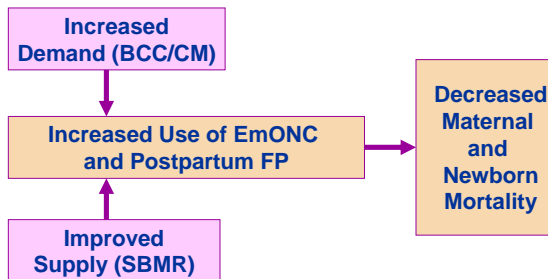 Increased
Demand (BCC/CM)
Increased Use of EmONC
and Postpartum FP
Improved
Supply (SBMR)
Decreased
Maternal
and
Newborn
Mortality